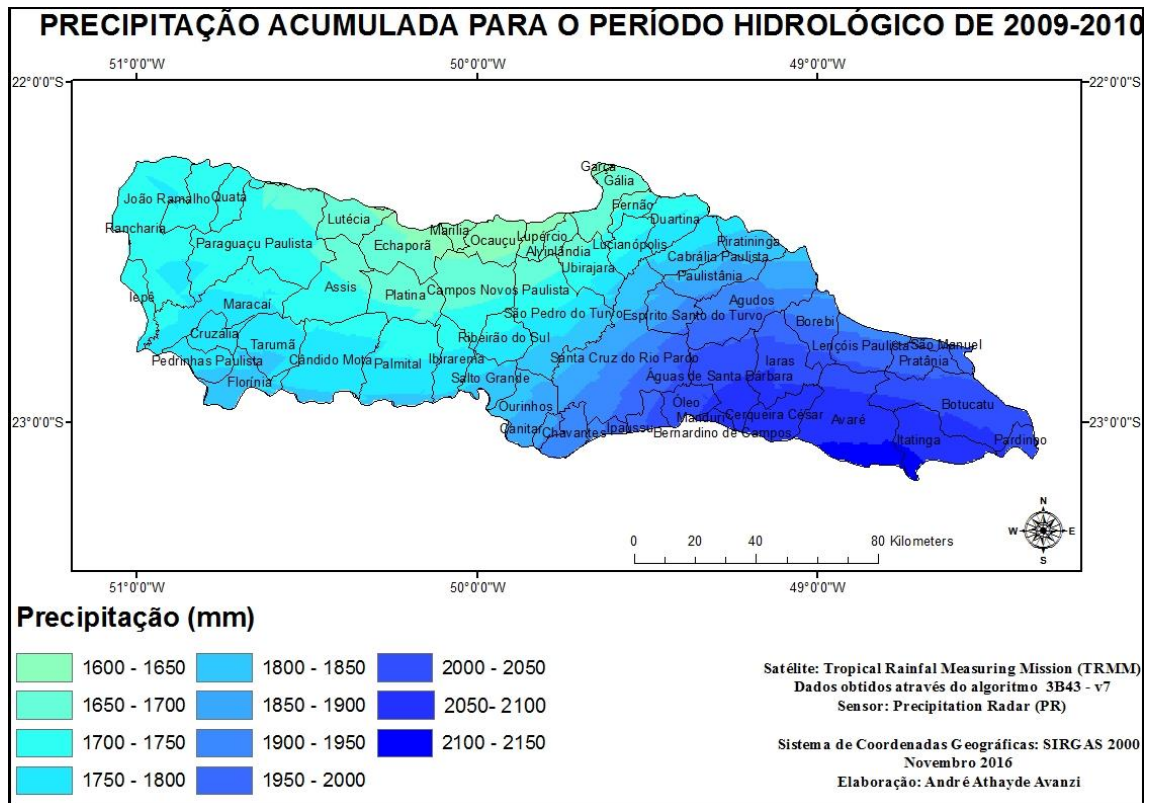 PRECIPITAÇÃO ACUMULADA PARA O PERÍODO HIDROLÓGICO DE 2009-2010
51°0'0"W 50°0'0"W 49°0'0"W
22°0'0"S 22°0'0"S
Garça
Gália
João Ramalho Quatá
Fernão
Lutécia
Duartina
Rancharia
Marília
Paraguaçu Paulista
Echaporã
Ocauçu
Lupércio
Lucianópolis
Piratininga
Alvinlândia
Cabrália Paulista
Ubirajara
Paulistânia
Iepê
Assis
Platina
Campos Novos Paulista
Maracaí
Agudos
São Pedro do Turvo
Espírito Santo do Turvo
Borebi
Cruzália
Tarumã
Ribeirão do Sul
Lençóis Paulista
São Manuel
Pedrinhas Paulista
Cândido Mota
Palmital
Ibirarema
Santa Cruz do Rio Pardo
Iaras
Pratânia
Florínia
Salto Grande
Águas de Santa Bárbara
Ourinhos
Óleo
Botucatu
Manduri
Cerqueira César
Avaré
23°0'0"S 23°0'0"S
Canitar
Chavantes
Ipaussu
Bernardino de Campos
Itatinga
Pardinho
N
W E
S
0 20 40 80 Kilometers
51°0'0"W 50°0'0"W 49°0'0"W
Precipitação (mm)
1600 - 1650
1650 - 1700
1700 - 1750
1750 - 1800
1800 - 1850
1850 - 1900
1900 - 1950
1950 - 2000
2000 - 2050
2050- 2100
2100 - 2150
Satélite: Tropical Rainfal Measuring Mission (TRMM)
Dados obtidos através do algoritmo 3B43 - v7
Sensor: Precipitation Radar (PR)
Sistema de Coordenadas Geográficas: SIRGAS 2000
Novembro 2016
Elaboração: André Athayde Avanzi